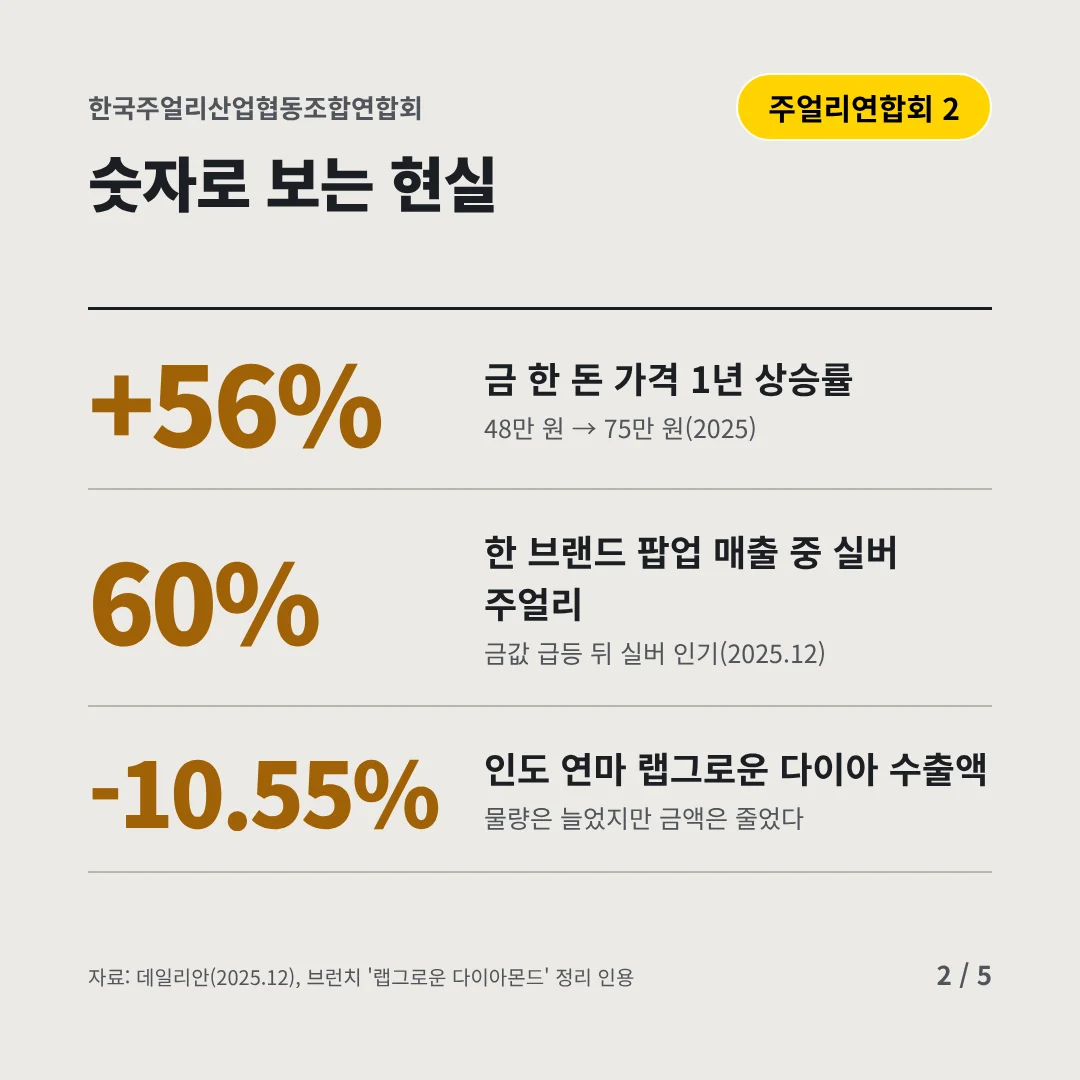 한국주얼리산업협동조합연합회
주얼리연합회 2
숫자로 보는 현실
+56%
금 한 돈 가격 1년 상승률
48만 원 → 75만 원(2025)
60%
한 브랜드 팝업 매출 중 실버
주얼리
금값 급등 뒤 실버 인기(2025.12)
-10.55%
인도 연마 랩그로운 다이아 수출액
물량은 늘었지만 금액은 줄었다
자료: 데일리안(2025.12), 브런치 '랩그로운 다이아몬드' 정리 인용
2 / 5